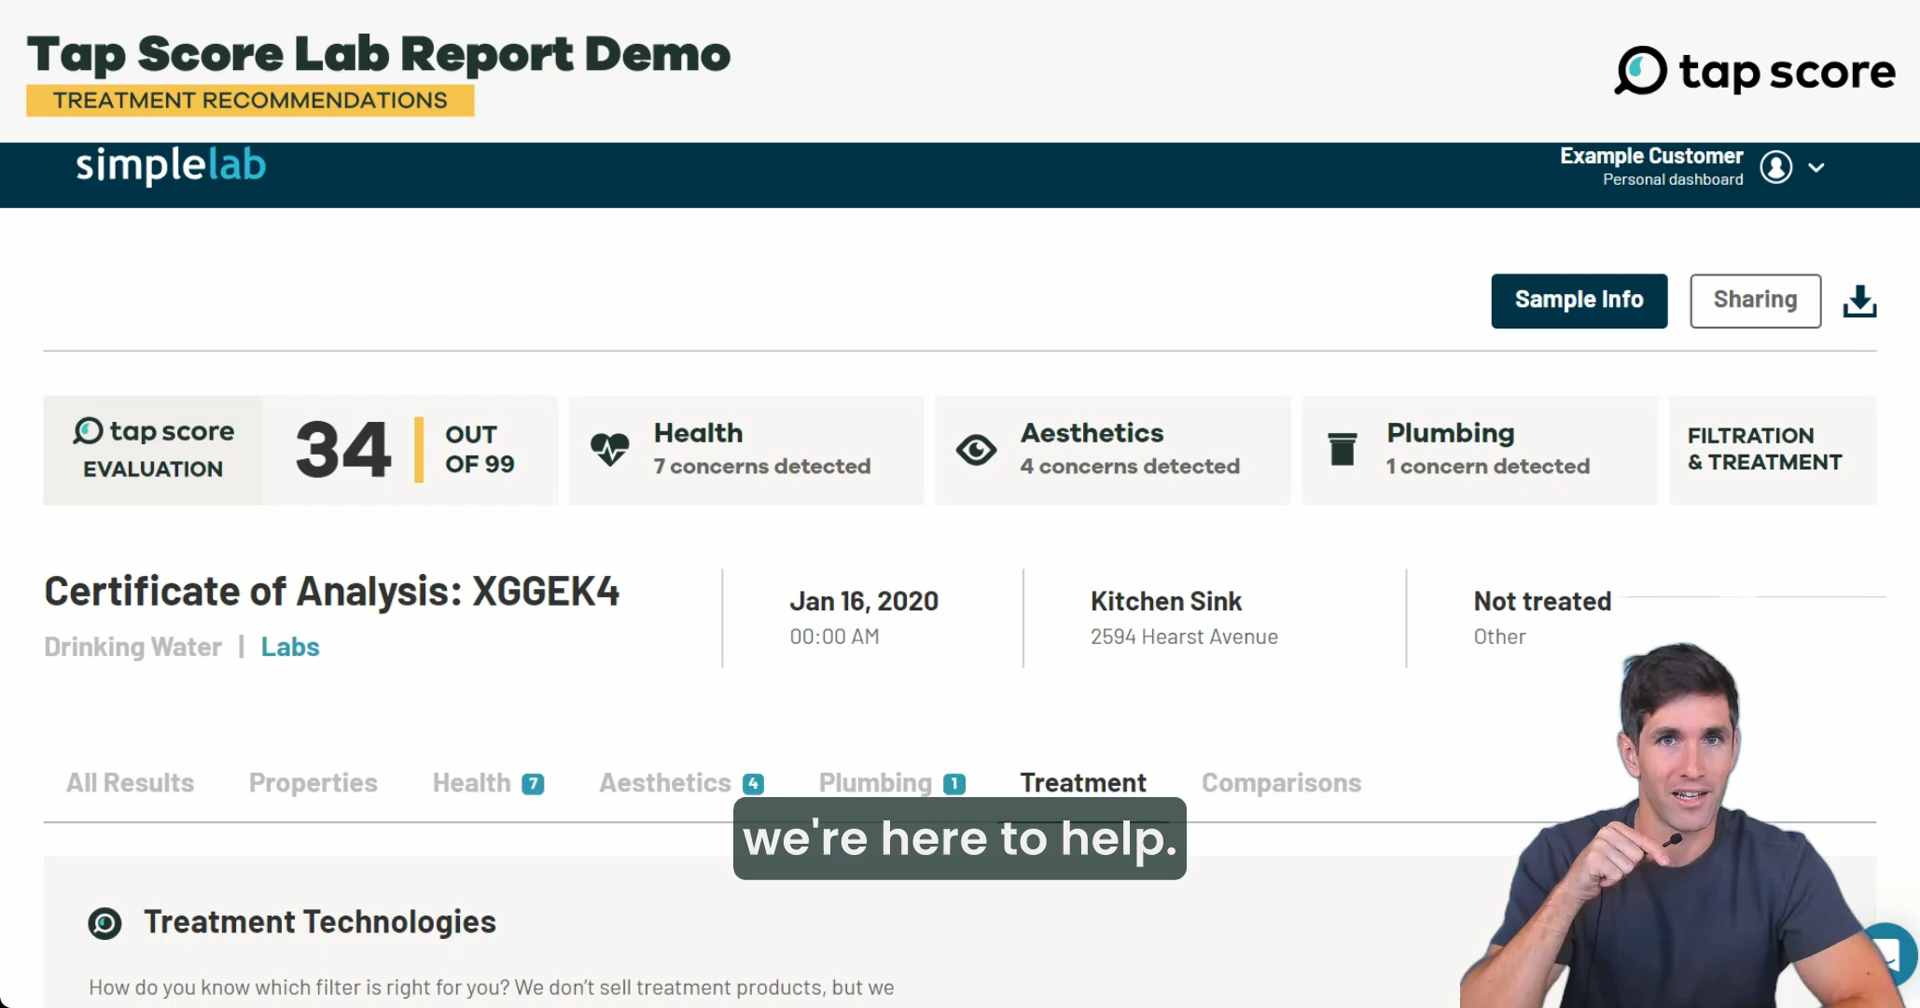 Tap Score Lab Report Demo
TREATMENT RECOMMENDATIONS
tap score
simplelab
Example Customer
Personal dashboard
Sample Info
Sharing
tap score
EVALUATION
34
OUT
OF 99
Health
7 concerns detected
Aesthetics
4 concerns detected
Plumbing
1 concern detected
FILTRATION
& TREATMENT
Certificate of Analysis: XGGEK4
Drinking Water | Labs
Jan 16, 2020
00:00 AM
Kitchen Sink
2594 Hearst Avenue
Not treated
Other
All Results
Properties
Health 7
Aesthetics 4
Plumbing 1
Treatment
Comparisons
we're here to help.
Treatment Technologies
How do you know which filter is right for you? We don't sell treatment products, but we